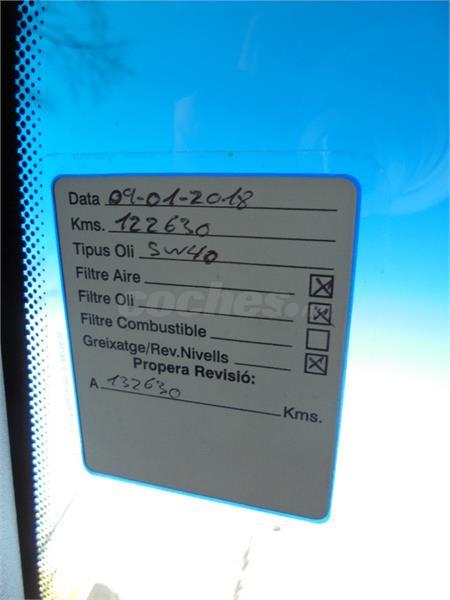 Data 09-01-2018
Kms. 122630
Tipus Oli 5W40
Filtre Aire
Filtre Oli
coches.
Filtre Combustible
Greixatge/Rev.Nivells
Propera Revisió:
A 132630 Kms.